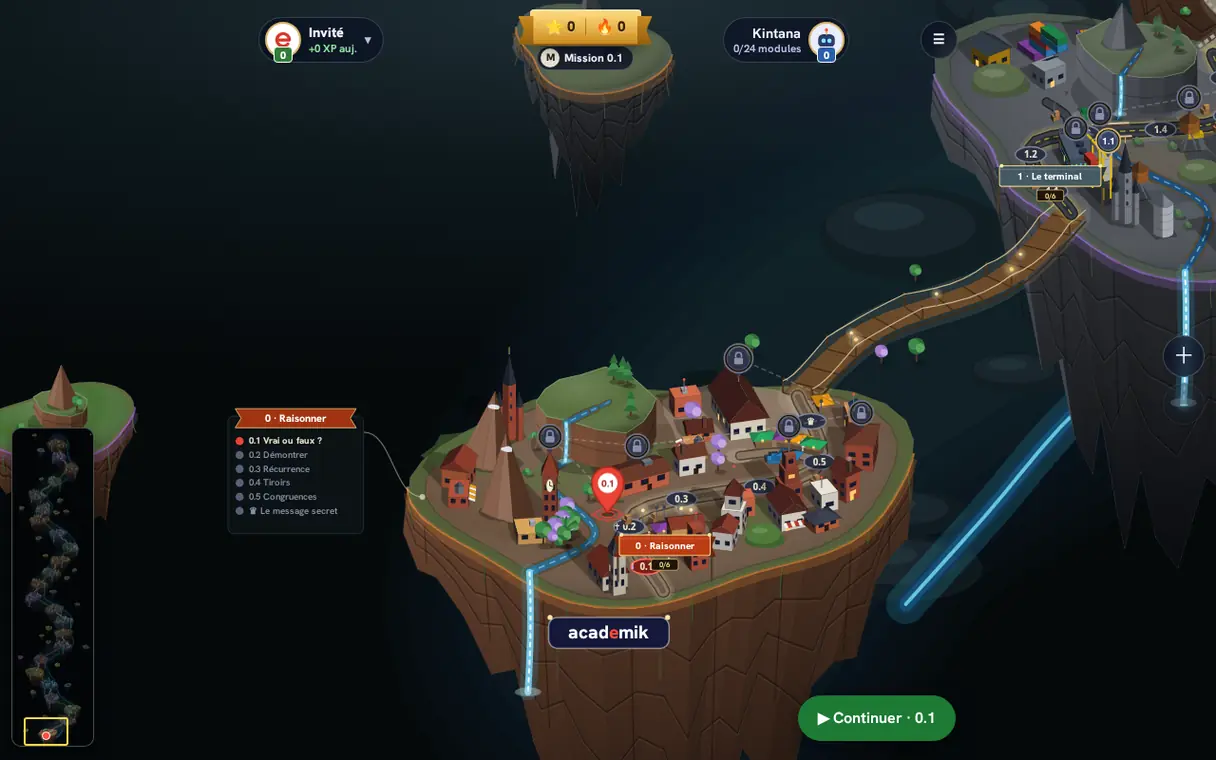 Invité
+0 XP auj.
0
0
0
M Mission 0.1
Kintana
0/24 modules
0
1.4
1.1
1.2
1 · Le terminal
0/6
0 · Raisonner
0.1 Vrai ou faux ?
0.2 Démontrer
0.3 Récurrence
0.4 Tiroirs
0.5 Congruences
Le message secret
0.5
0.1
0.4
0.3
0.2
0 · Raisonner
0.1
0/6
academik
Continuer · 0.1